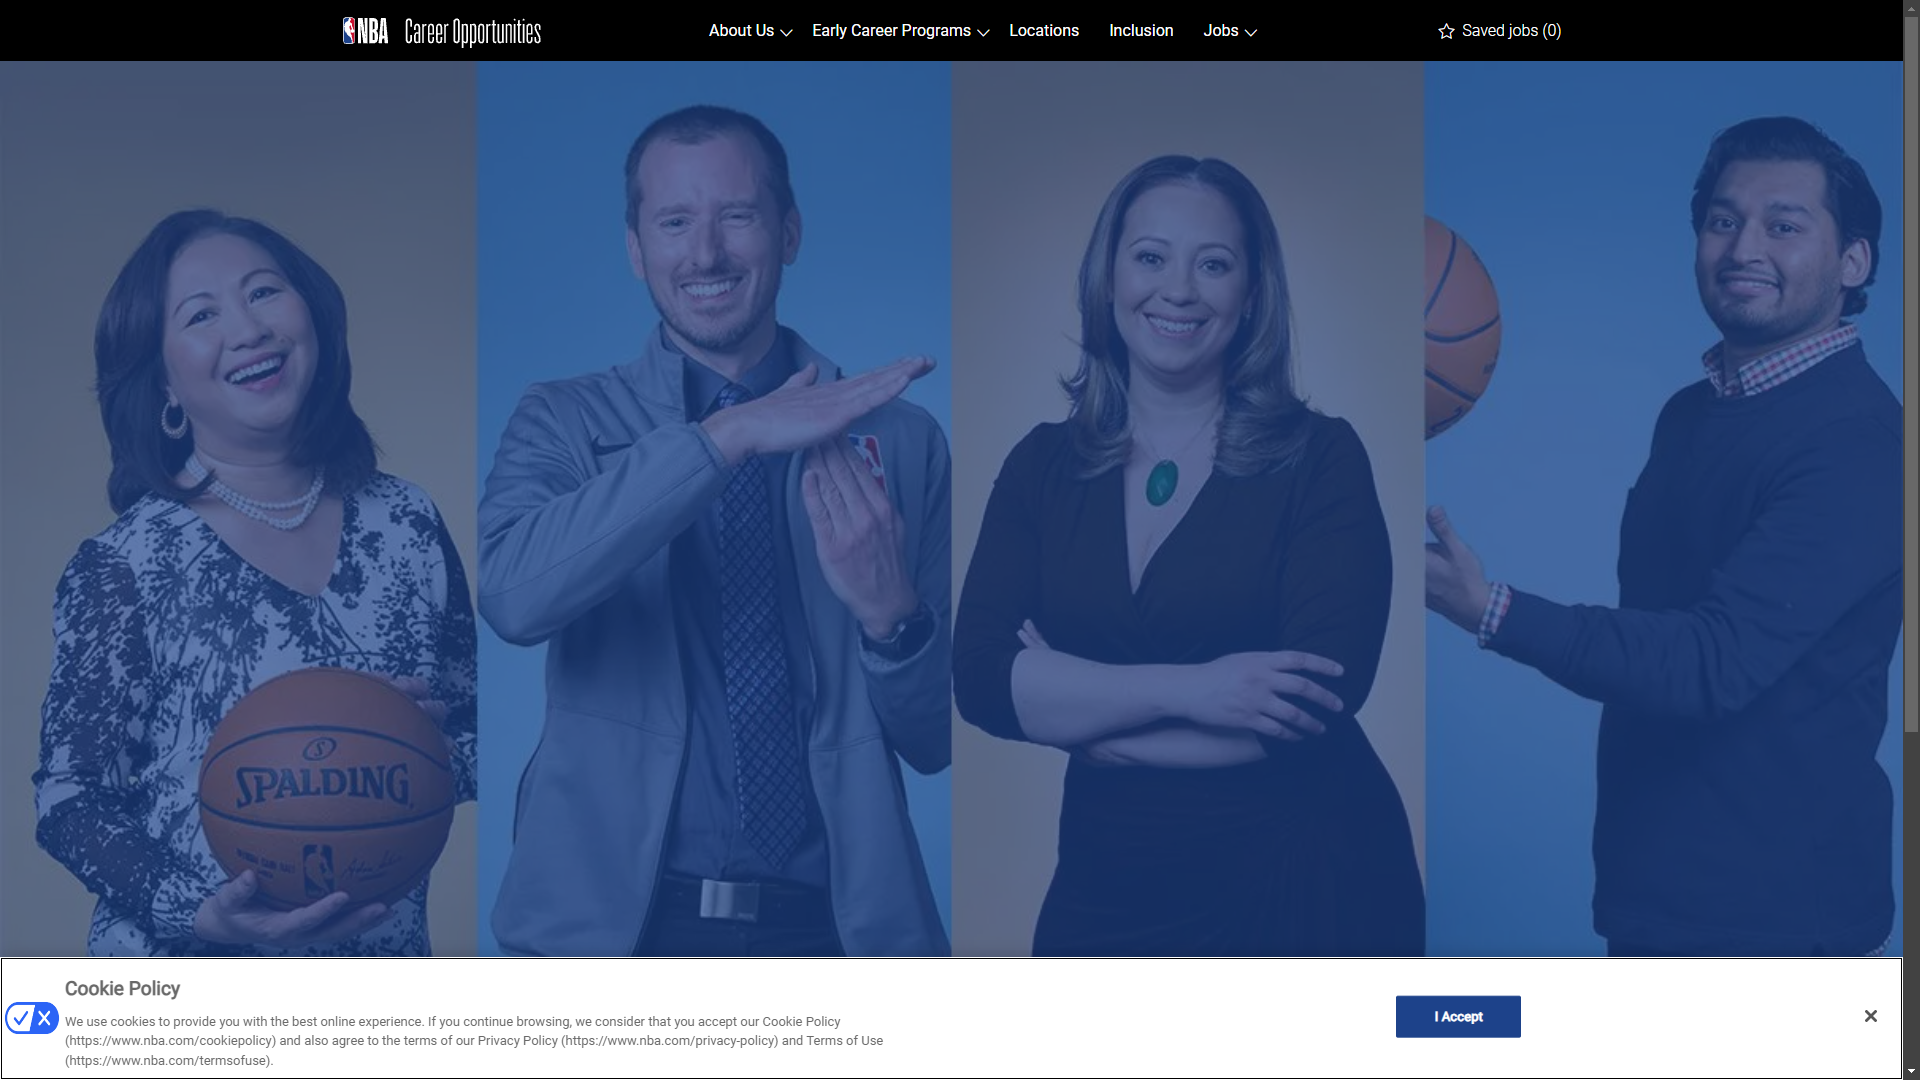 NBA Career Opportunities
About Us
Early Career Programs
Locations
Inclusion
Jobs
Saved jobs (0)
SPALDING
Cookie Policy
We use cookies to provide you with the best online experience. If you continue browsing, we consider that you accept our Cookie Policy
(https://www.nba.com/cookiepolicy) and also agree to the terms of our Privacy Policy (https://www.nba.com/privacy-policy) and Terms of Use
(https://www.nba.com/termsofuse).
I Accept